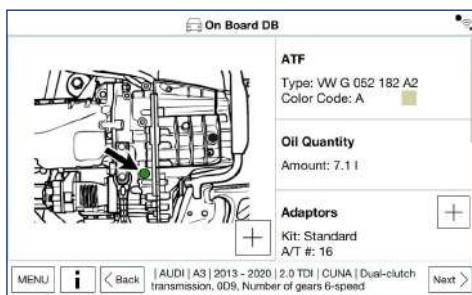 On Board DB
ATF
Type: VW G 052 182 A2
Color Code: A
Oil Quantity
Amount: 7.1 l
Adaptors
Kit: Standard
A/T #: 16
+
+
MENU
i
< Back
| AUDI | A3 | 2013 - 2020 | 2.0 TDI | CUNA | Dual-clutch
transmission, 0D9, Number of gears 6-speed
Next >